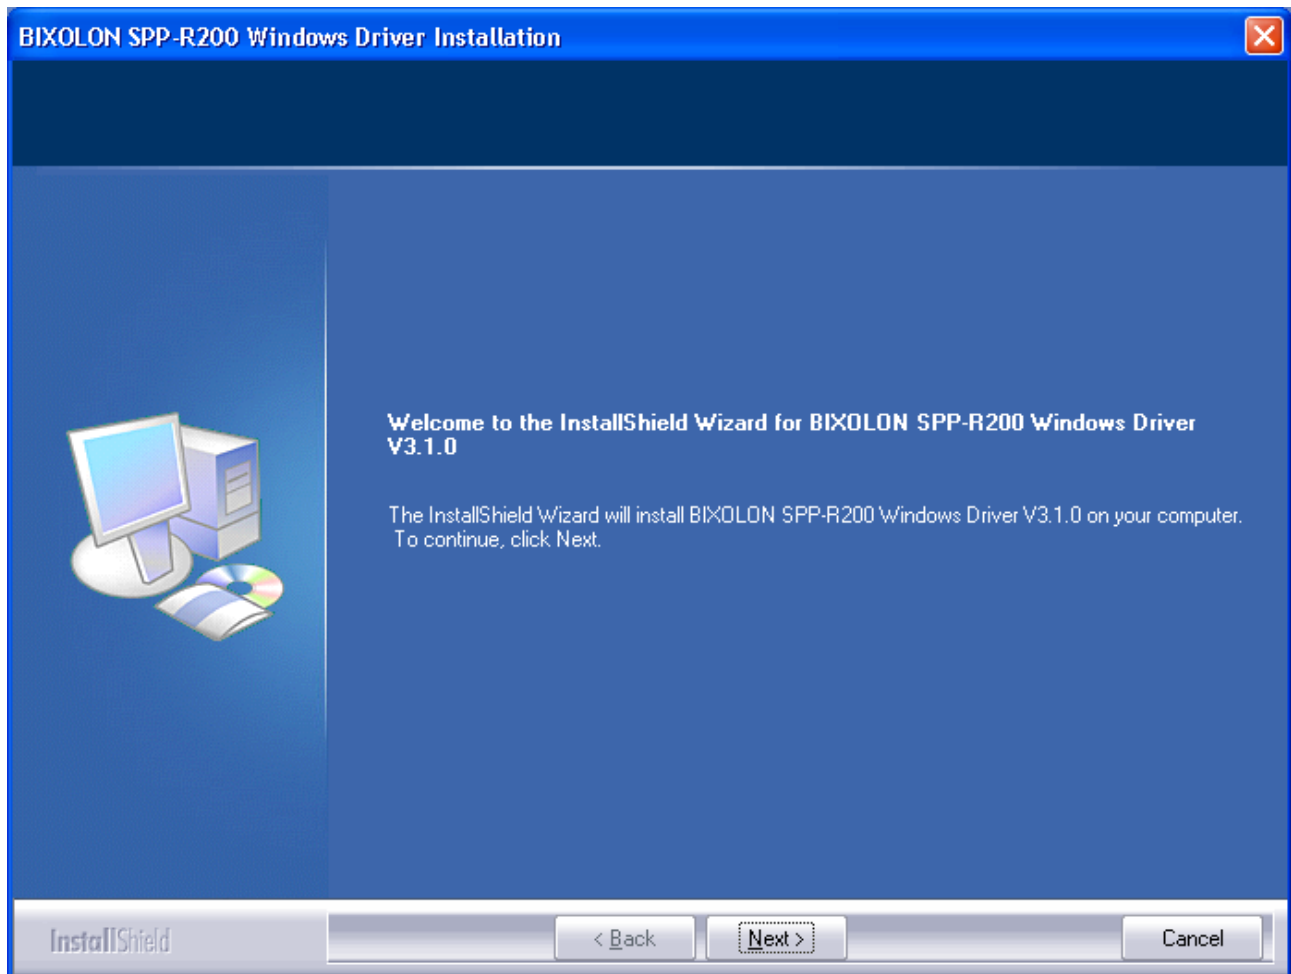 BIXOLON SPP-R200 Windows Driver Installation
Welcome to the InstallShield Wizard for BIXOLON SPP-R200 Windows Driver
V3.1.0
The InstallShield Wizard will install BIXOLON SPP-R200 Windows Driver V3.1.0 on your computer.
To continue, click Next.
InstallShield
< Back
Next >
Cancel